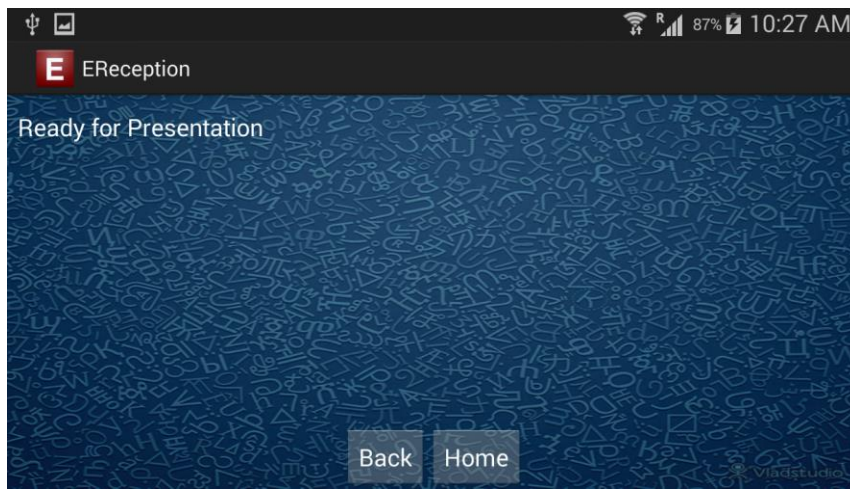 R 87% 10:27 AM
E EReception
Ready for Presentation
Back Home
Vladstudio